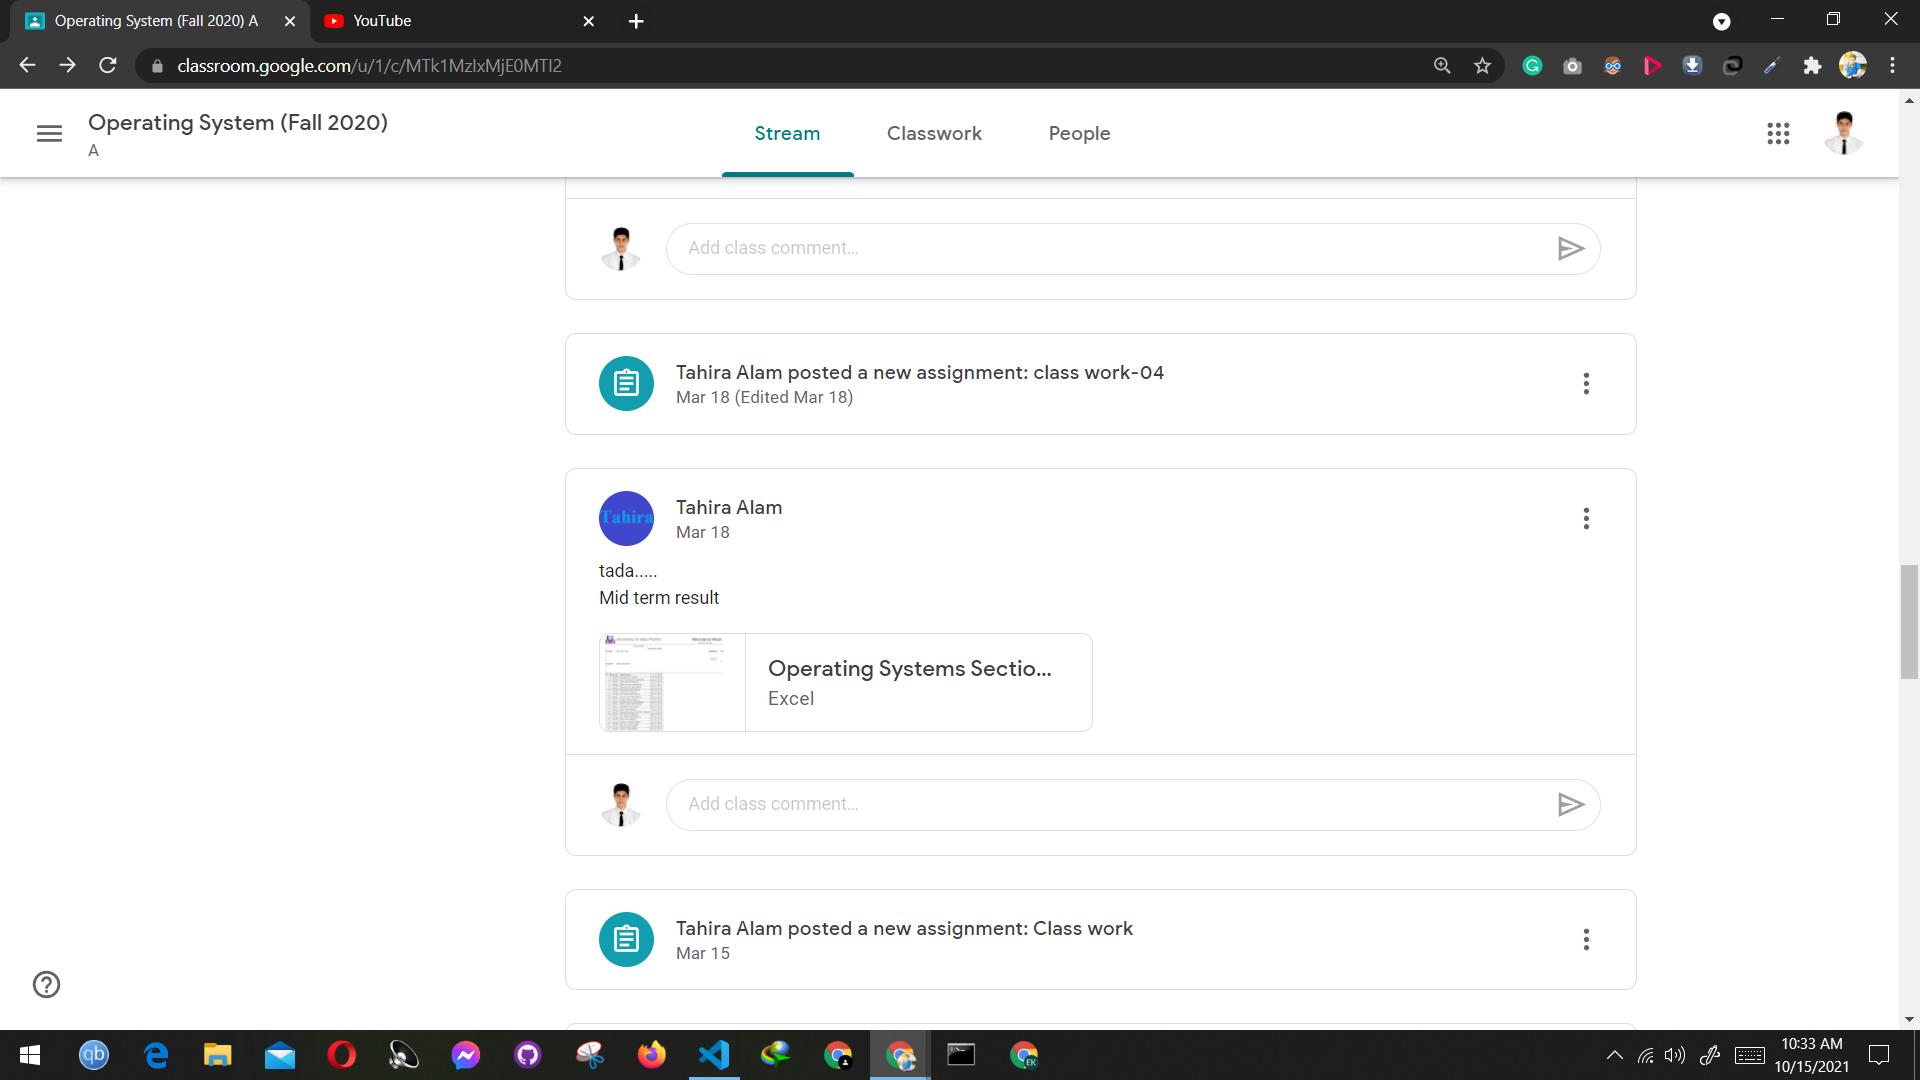 Operating System (Fall 2020) A
YouTube
classroom.google.com/u/1/c/MTk1MzIxMjE0MTI2
Operating System (Fall 2020)
A
Stream
Classwork
People
Add class comment...
Tahira Alam posted a new assignment: class work-04
Mar 18 (Edited Mar 18)
Tahira
Tahira Alam
Mar 18
tada.....
Mid term result
Operating Systems Sectio...
Excel
Add class comment...
Tahira Alam posted a new assignment: Class work
Mar 15
qb
EK
10:33 AM
10/15/2021